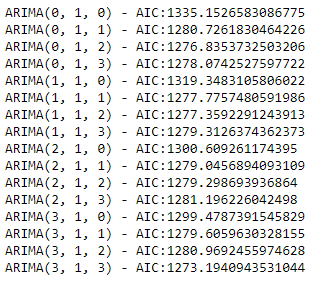 ARIMA(0, 1, 0) - AIC:1335.1526583086775
ARIMA(0, 1, 1) - AIC:1280.7261830464226
ARIMA(0, 1, 2) - AIC:1276.8353732503206
ARIMA(0, 1, 3) - AIC:1278.0742527597722
ARIMA(1, 1, 0) - AIC:1319.3483105806022
ARIMA(1, 1, 1) - AIC:1277.7757480591986
ARIMA(1, 1, 2) - AIC:1277.3592291243913
ARIMA(1, 1, 3) - AIC:1279.3126374362373
ARIMA(2, 1, 0) - AIC:1300.609261174395
ARIMA(2, 1, 1) - AIC:1279.0456894093109
ARIMA(2, 1, 2) - AIC:1279.298693936864
ARIMA(2, 1, 3) - AIC:1281.196226042498
ARIMA(3, 1, 0) - AIC:1299.4787391545829
ARIMA(3, 1, 1) - AIC:1279.6059630328155
ARIMA(3, 1, 2) - AIC:1280.9692455974628
ARIMA(3, 1, 3) - AIC:1273.1940943531044